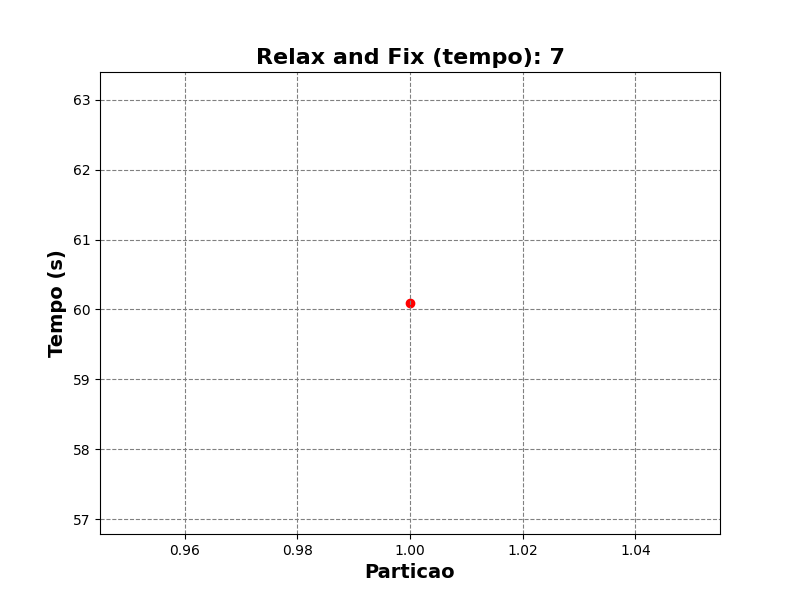 Relax and Fix (tempo): 7
63
62
61
60
59
58
57
Tempo (s)
0.96 0.98 1.00 1.02 1.04
Particao